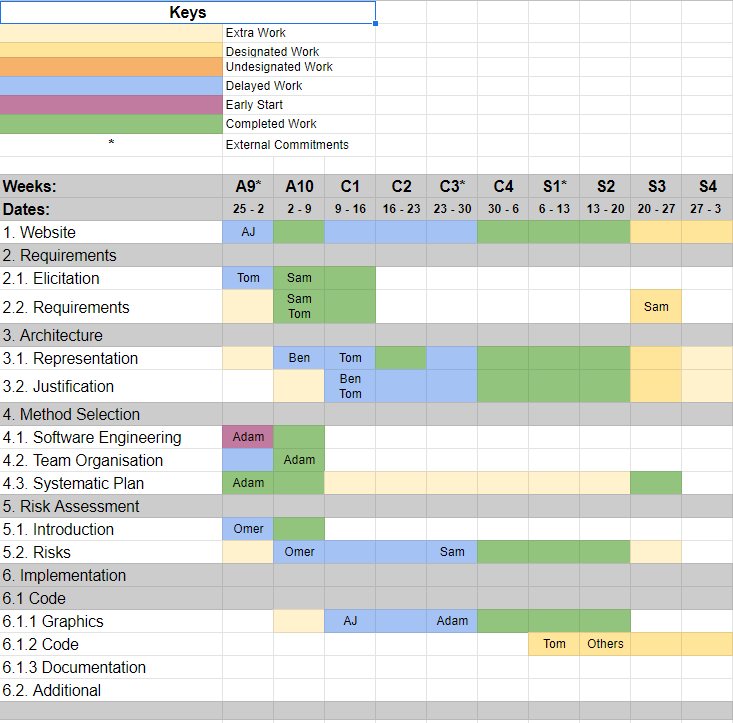 Keys
Extra Work
Designated Work
Undesignated Work
Delayed Work
Early Start
Completed Work
* External Commitments
Weeks: A9* A10 C1 C2 C3* C4 S1* S2 S3 S4
Dates: 25 - 2 2 - 9 9 - 16 16 - 23 23 - 30 30 - 6 6 - 13 13 - 20 20 - 27 27 - 3
1. Website AJ
2. Requirements
2.1. Elicitation Tom Sam
2.2. Requirements Sam Tom Sam
3. Architecture
3.1. Representation Ben Tom
3.2. Justification Ben Tom
4. Method Selection
4.1. Software Engineering Adam
4.2. Team Organisation Adam
4.3. Systematic Plan Adam
5. Risk Assessment
5.1. Introduction Omer
5.2. Risks Omer Sam
6. Implementation
6.1 Code
6.1.1 Graphics AJ Adam
6.1.2 Code Tom Others
6.1.3 Documentation
6.2. Additional